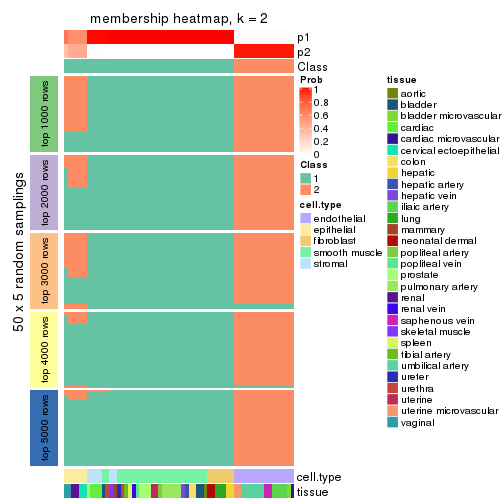 membership heatmap, k = 2
p1
p2
Class
50 x 5 random samplings
top 1000 rows
top 2000 rows
top 3000 rows
top 4000 rows
top 5000 rows
cell.type
tissue
Prob
1
0.8
0.6
0.4
0.2
0
Class
1
2
cell.type
endothelial
epithelial
fibroblast
smooth muscle
stromal
tissue
aortic
bladder
bladder microvascular
cardiac
cardiac microvascular
cervical ectoepithelial
colon
hepatic
hepatic artery
hepatic vein
iliaic artery
lung
mammary
neonatal dermal
popliteal artery
popliteal vein
prostate
pulmonary artery
renal
renal vein
saphenous vein
skeletal muscle
spleen
tibial artery
umbilical artery
ureter
urethra
uterine
uterine microvascular
vaginal